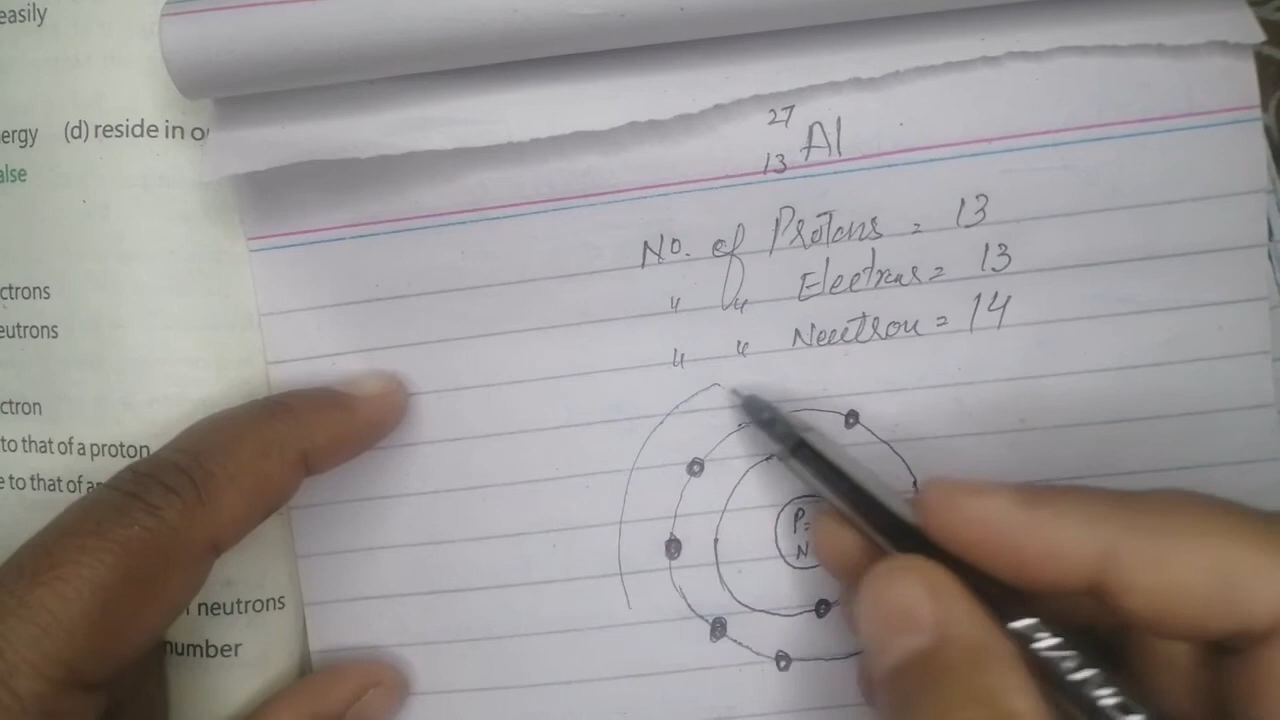 easily
ergy (d) reside in o
alse
ctrons
eutrons
ctron
to that of a proton
e to that of a
neutrons
number
27
13 Al
No. of Protons = 13
" " Electrons = 13
" " Neutron = 14
P=
N